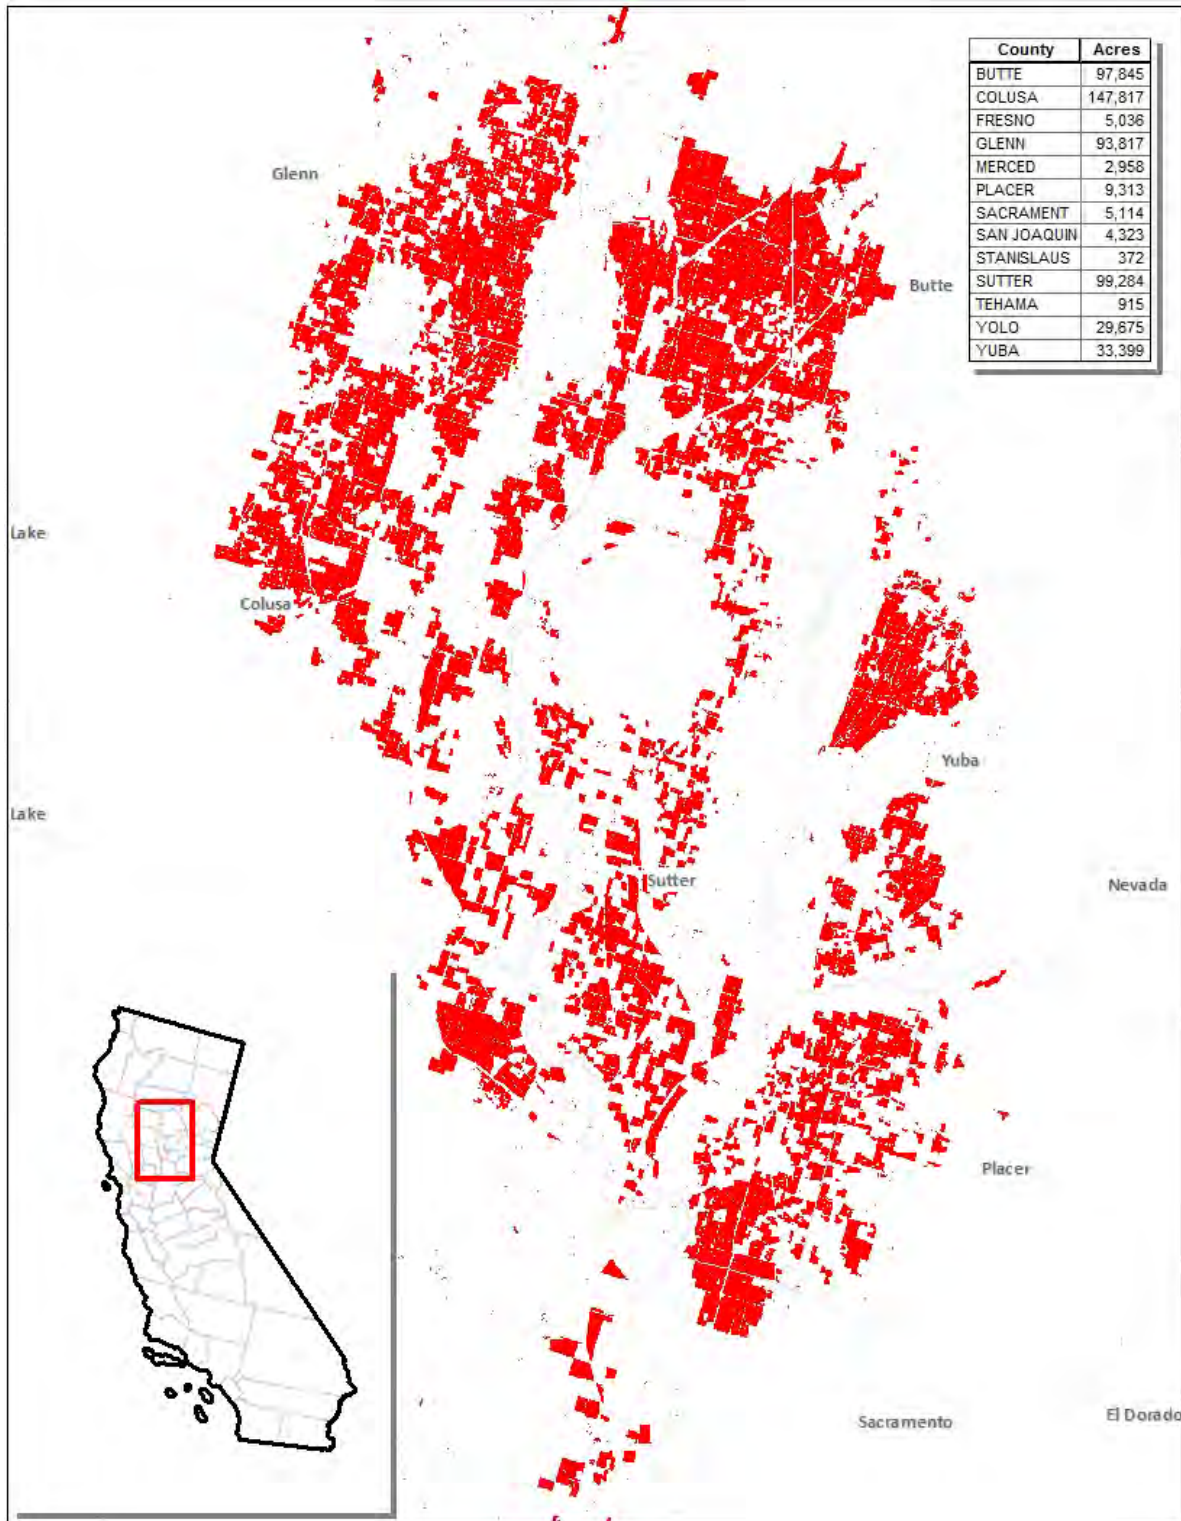 County Acres
BUTTE 97,845
COLUSA 147,817
FRESNO 5,036
GLENN 93,817
MERCED 2,958
PLACER 9,313
SACRAMENT 5,114
SAN JOAQUIN 4,323
STANISLAUS 372
SUTTER 99,284
TEHAMA 915
YOLO 29,675
YUBA 33,399
Glenn
Butte
Lake
Colusa
Yuba
Lake
Sutter
Nevada
Placer
Sacramento
El Dorado